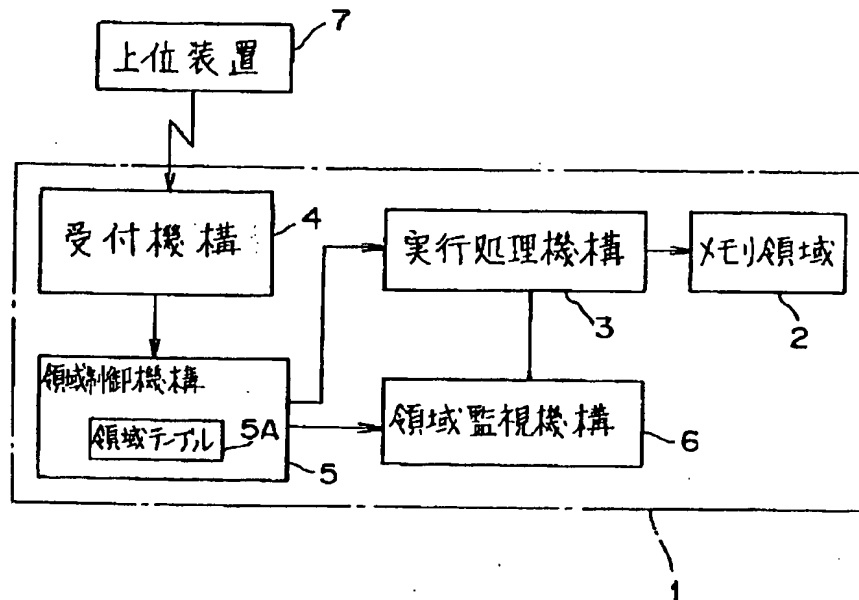 7
上位装置
受付機構
4
実行処理機構
3
メモリ領域
2
領域制御機構
領域テーブル
5A
5
領域監視機構
6
1